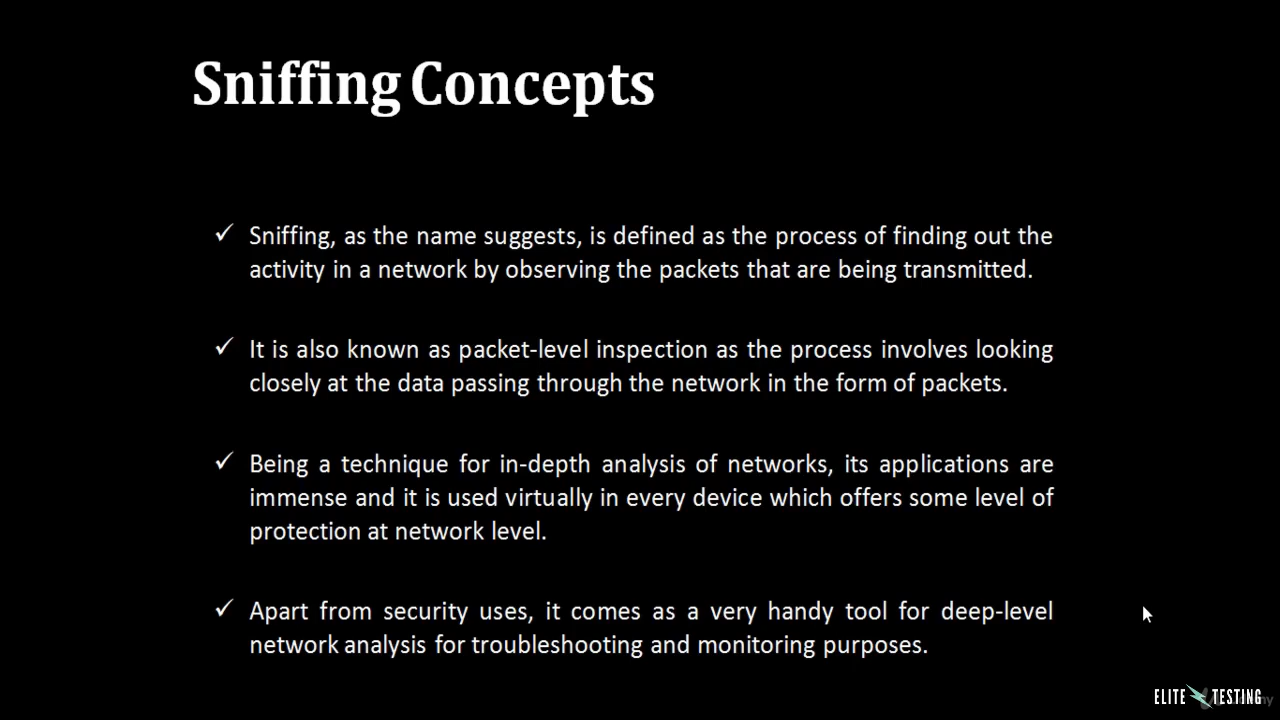 Sniffing Concepts
✓ Sniffing, as the name suggests, is defined as the process of finding out the
activity in a network by observing the packets that are being transmitted.
✓ It is also known as packet-level inspection as the process involves looking
closely at the data passing through the network in the form of packets.
✓ Being a technique for in-depth analysis of networks, its applications are
immense and it is used virtually in every device which offers some level of
protection at network level.
✓ Apart from security uses, it comes as a very handy tool for deep-level
network analysis for troubleshooting and monitoring purposes.
ELITE TESTING